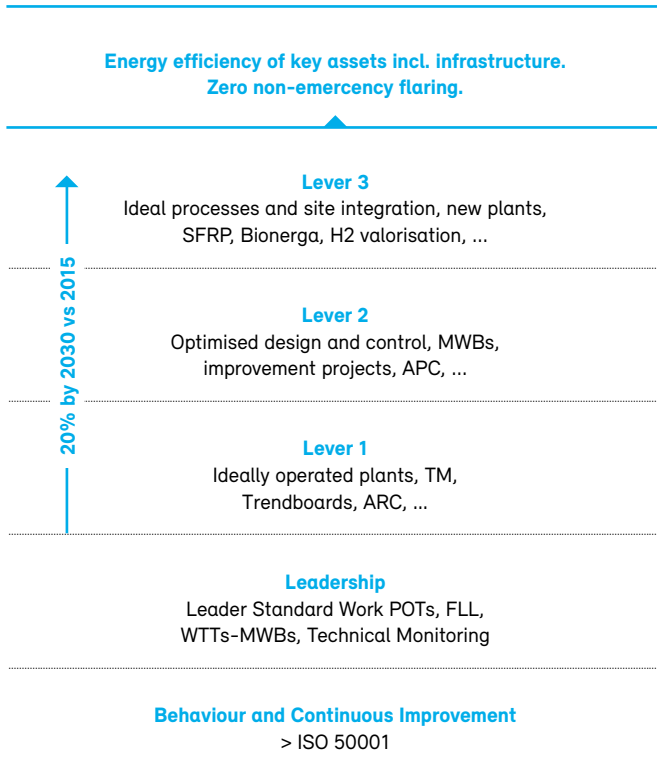 Energy efficiency of key assets incl. infrastructure.
Zero non-emercency flaring.
Lever 3
Ideal processes and site integration, new plants,
SFRP, Bionerga, H2 valorisation, ...
20% by 2030 vs 2015
Lever 2
Optimised design and control, MWBs,
improvement projects, APC, ...
Lever 1
Ideally operated plants, TM,
Trendboards, ARC, ...
Leadership
Leader Standard Work POTs, FLL,
WTTs-MWBs, Technical Monitoring
Behaviour and Continuous Improvement
> ISO 50001